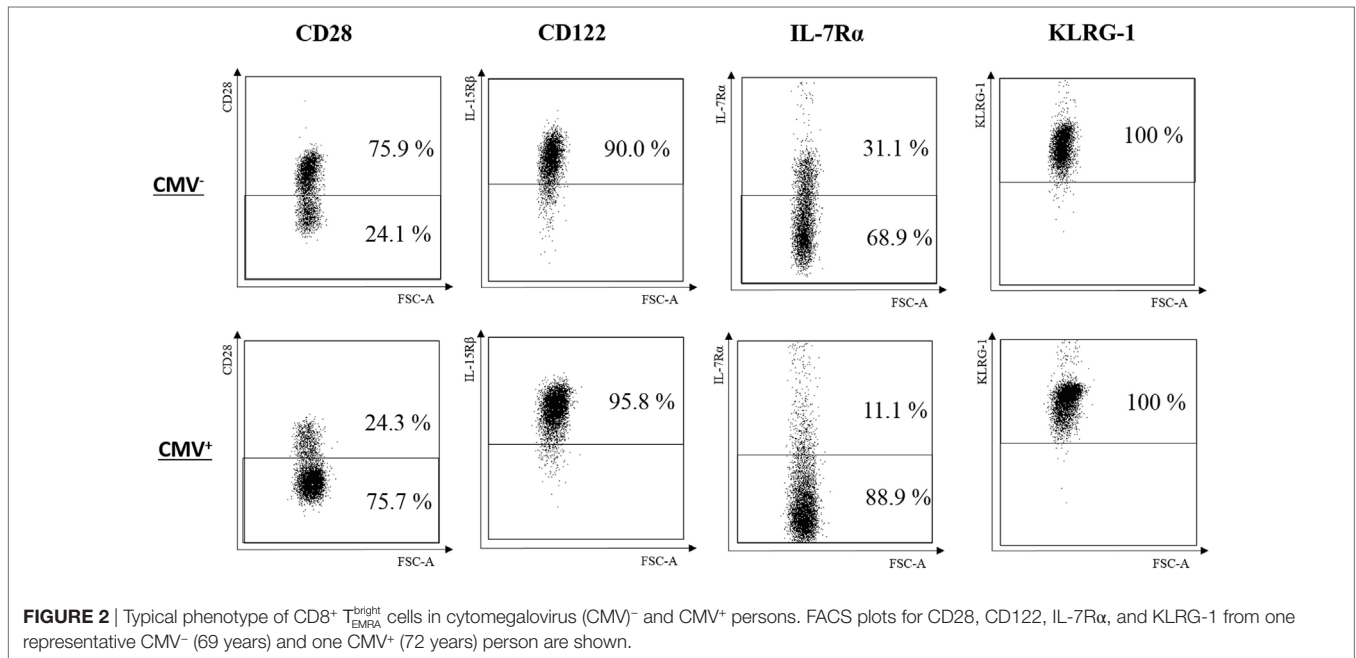 CD28 CD122 IL-7Rα KLRG-1
CMV-
CD28
75.9 %
24.1 %
FSC-A
IL-15Rβ
90.0 %
FSC-A
IL-7Rα
31.1 %
68.9 %
FSC-A
KLRG-1
100 %
FSC-A
CMV+
CD28
24.3 %
75.7 %
FSC-A
IL-15Rβ
95.8 %
FSC-A
IL-7Rα
11.1 %
88.9 %
FSC-A
KLRG-1
100 %
FSC-A
FIGURE 2 | Typical phenotype of CD8+ T bright EMRA cells in cytomegalovirus (CMV)− and CMV+ persons. FACS plots for CD28, CD122, IL-7Rα, and KLRG-1 from one
representative CMV− (69 years) and one CMV+ (72 years) person are shown.